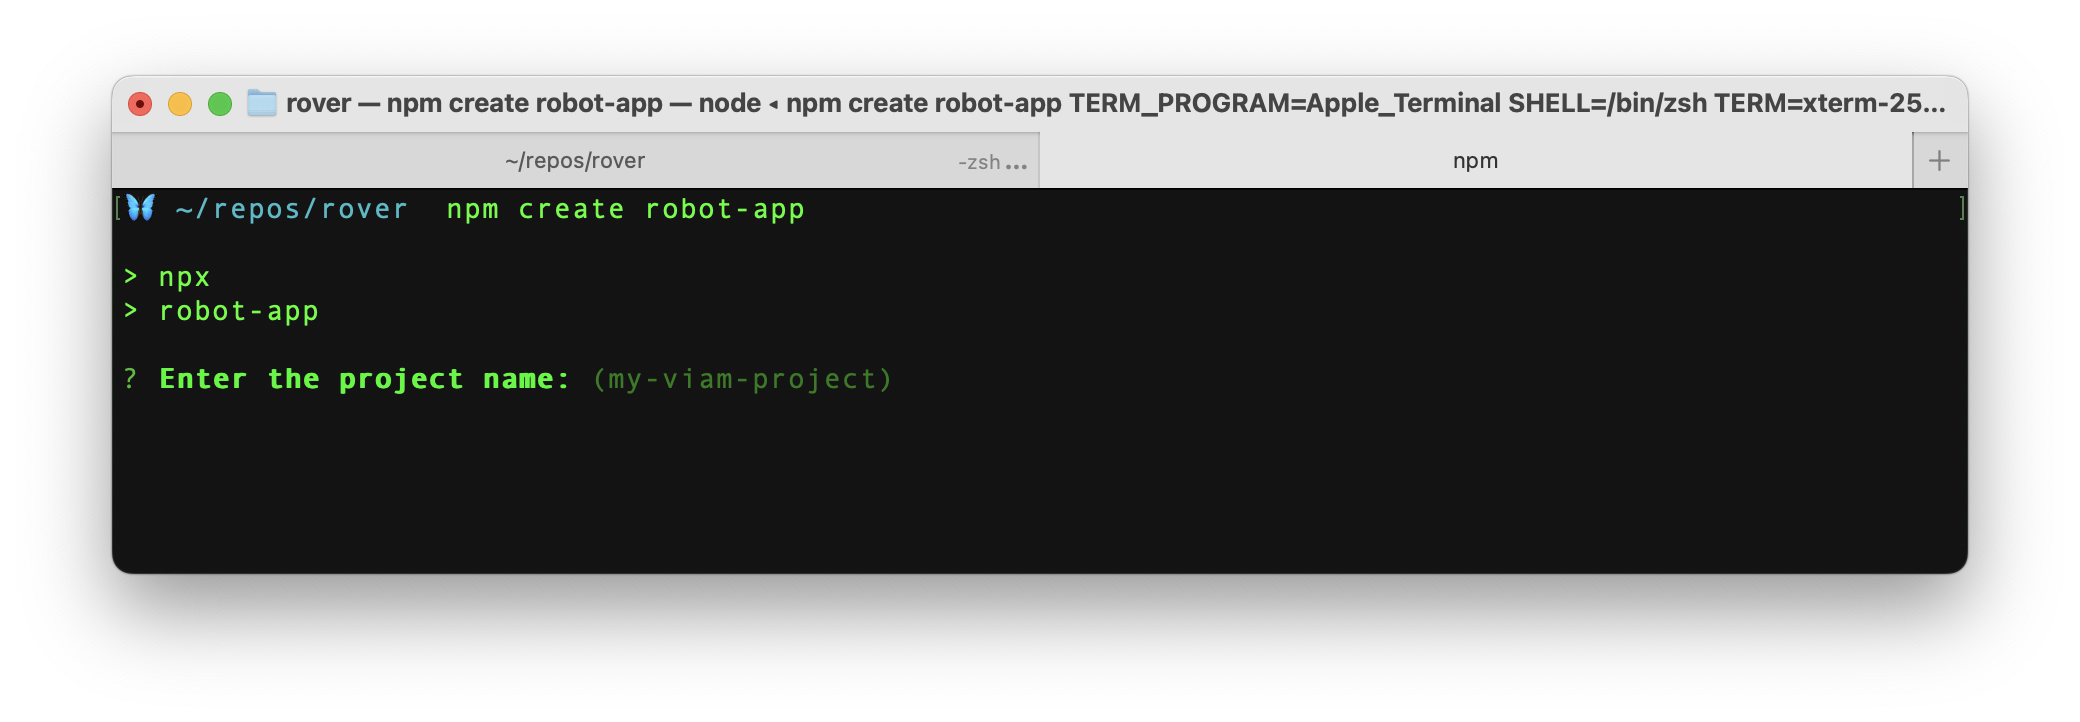 rover — npm create robot-app — node ◂ npm create robot-app TERM_PROGRAM=Apple_Terminal SHELL=/bin/zsh TERM=xterm-25...
~/repos/rover -zsh ... npm +
[🦋 ~/repos/rover npm create robot-app ]
> npx
> robot-app
? Enter the project name: (my-viam-project)